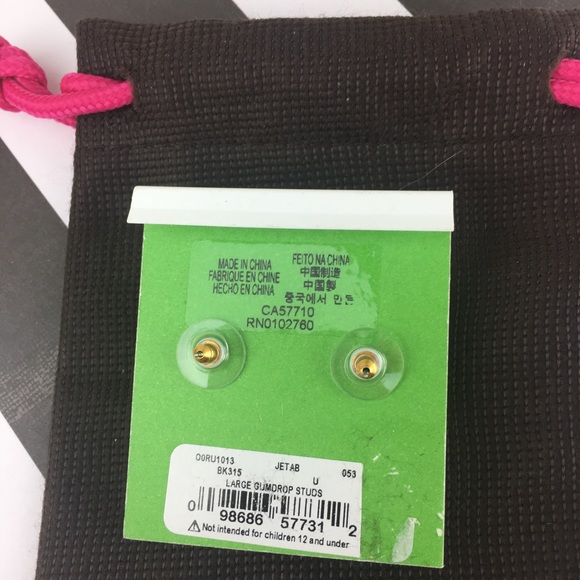 MADE IN CHINA FEITO NA CHINA
FABRIQUE EN CHINE 中国制造
HECHO EN CHINA 中国製
중국에서 만든
CA57710
RN0102760
O0RU1013 JETAB 053
BK315 U
LARGE GUMDROP STUDS
0 98686 57731 2
Not intended for children 12 and under